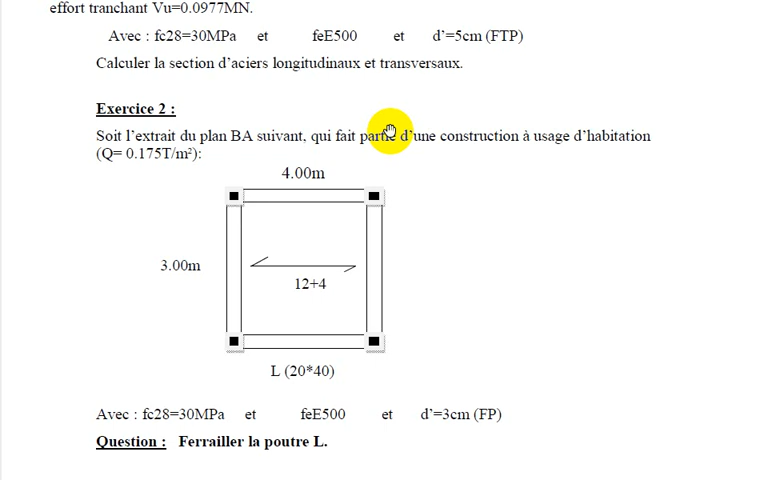 effort tranchant Vu=0.0977MN.
Avec : fc28=30MPa et feE500 et d’=5cm (FTP)
Calculer la section d’aciers longitudinaux et transversaux.
Exercice 2 :
Soit l’extrait du plan BA suivant, qui fait partie d’une construction à usage d’habitation
(Q= 0.175T/m²):
4.00m
3.00m
12+4
L (20*40)
Avec : fc28=30MPa et feE500 et d’=3cm (FP)
Question : Ferrailler la poutre L.